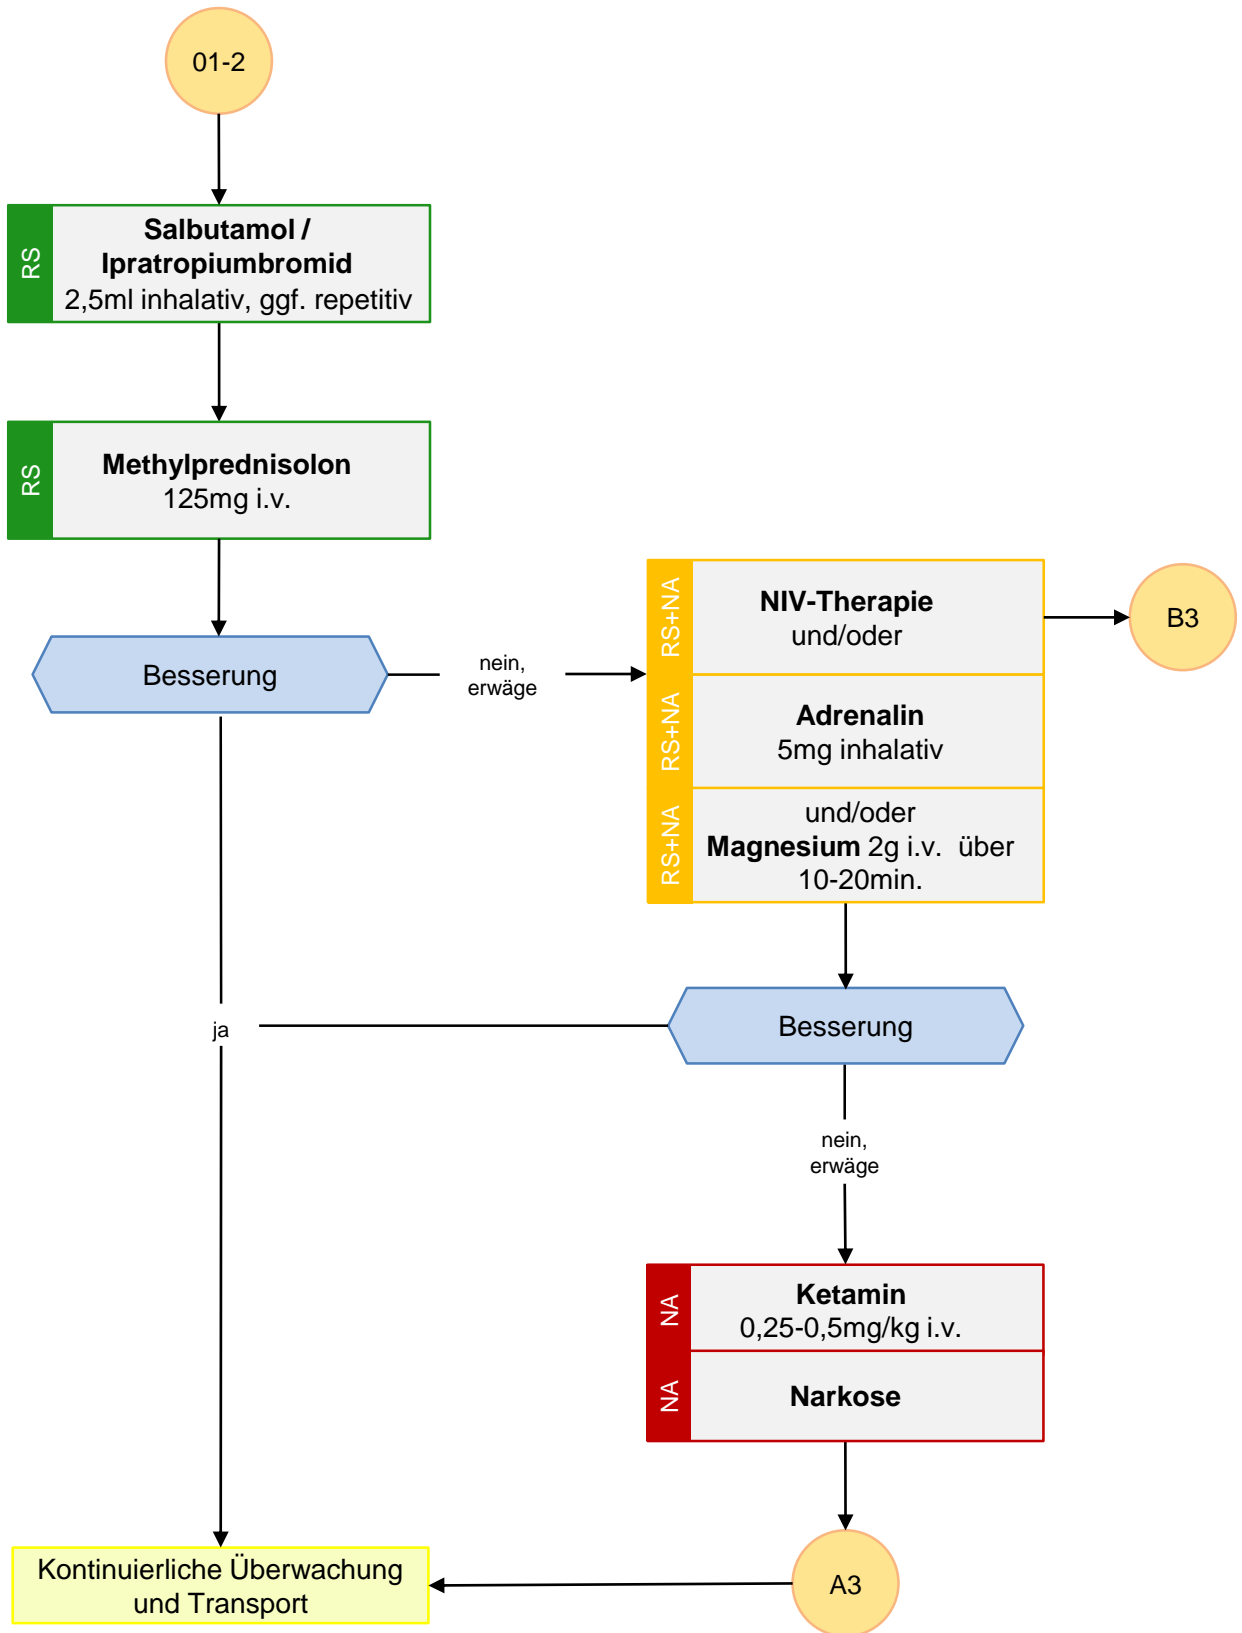 01-2
RS
Salbutamol /
Ipratropiumbromid
2,5ml inhalativ, ggf. repetitiv
RS
Methylprednisolon
125mg i.v.
Besserung
nein,
erwäge
RS+NA
NIV-Therapie
und/oder
B3
RS+NA
Adrenalin
5mg inhalativ
RS+NA
und/oder
Magnesium 2g i.v. über
10-20min.
ja
Besserung
nein,
erwäge
NA
Ketamin
0,25-0,5mg/kg i.v.
NA
Narkose
Kontinuierliche Überwachung
und Transport
A3